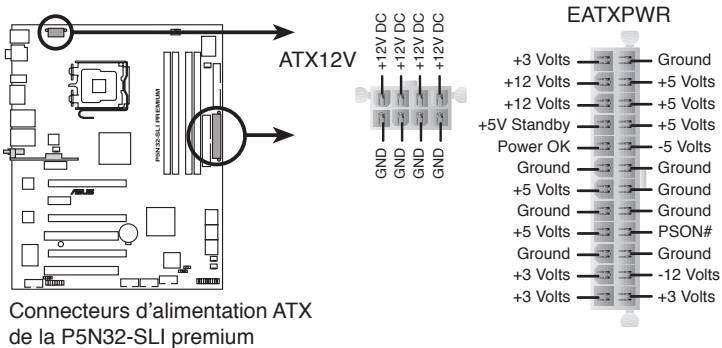 EATXPWR
ATX12V
+12V DC
+12V DC
+12V DC
+12V DC
GND
GND
GND
GND
+3 Volts Ground
+12 Volts +5 Volts
+12 Volts +5 Volts
+5V Standby +5 Volts
Power OK -5 Volts
Ground Ground
+5 Volts Ground
Ground Ground
+5 Volts PSON#
Ground Ground
+3 Volts -12 Volts
+3 Volts +3 Volts
P5N32-SLI PREMIUM
ASUS
Connecteurs d’alimentation ATX
de la P5N32-SLI premium